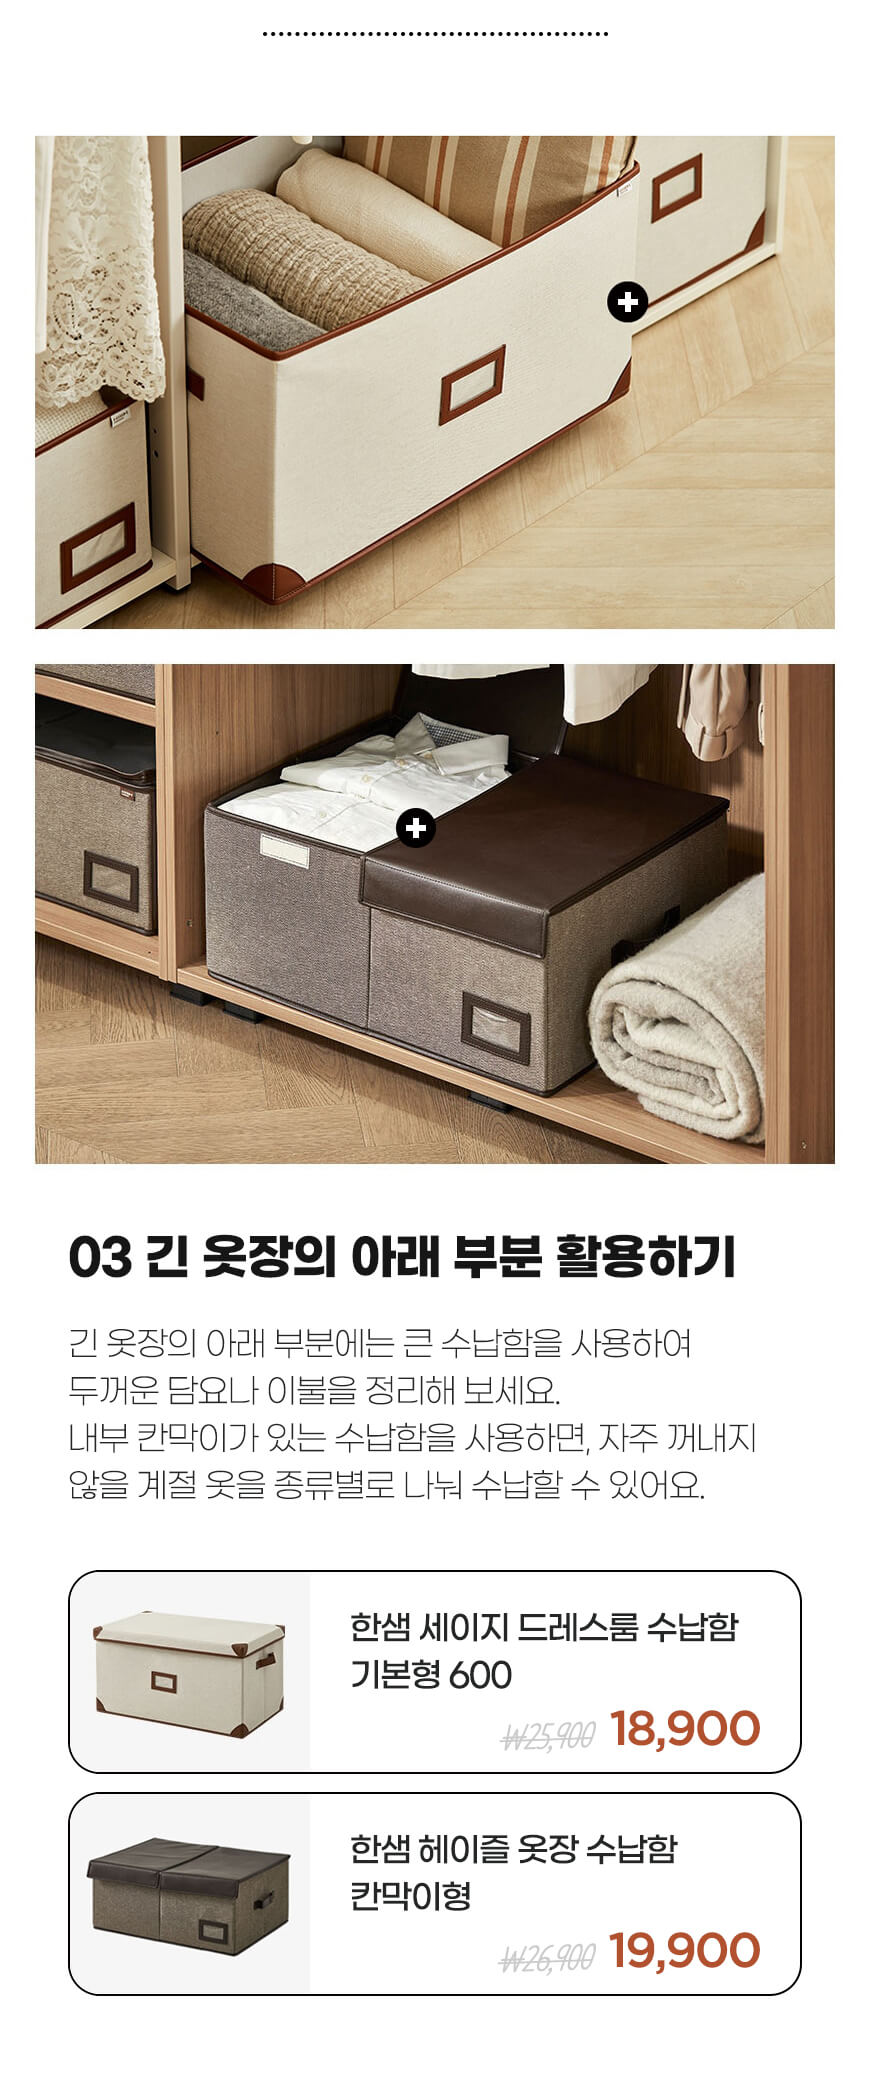 03 긴 옷장의 아래 부분 활용하기
긴 옷장의 아래 부분에는 큰 수납함을 사용하여
두꺼운 담요나 이불을 정리해 보세요.
내부 칸막이가 있는 수납함을 사용하면, 자주 꺼내지
않을 계절 옷을 종류별로 나눠 수납할 수 있어요.
한샘 세이지 드레스룸 수납함
기본형 600
₩25,900 18,900
한샘 헤이즐 옷장 수납함
칸막이형
₩26,900 19,900